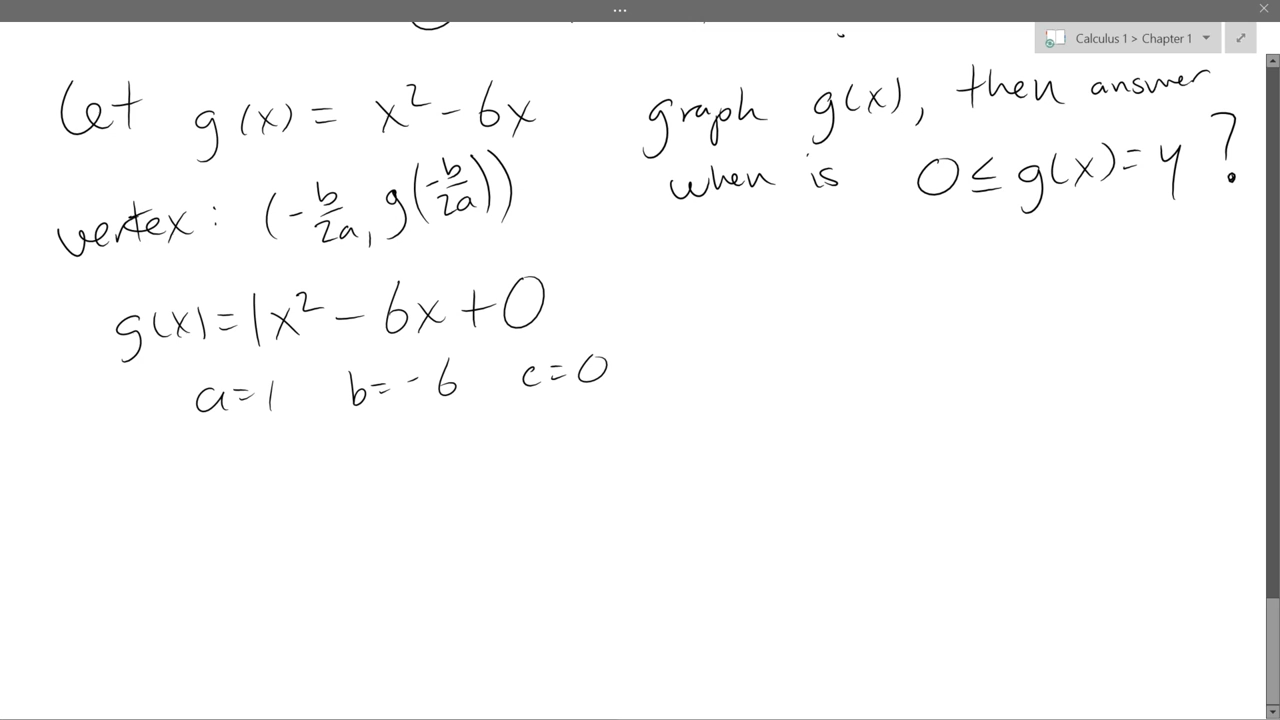 ...
Calculus 1 > Chapter 1
Let g(x) = x² - 6x
graph g(x), then answer
when is 0 ≤ g(x) = y ?
vertex: (-b/2a, g(-b/2a))
g(x) = 1x² - 6x + 0
a = 1 b = -6 c = 0